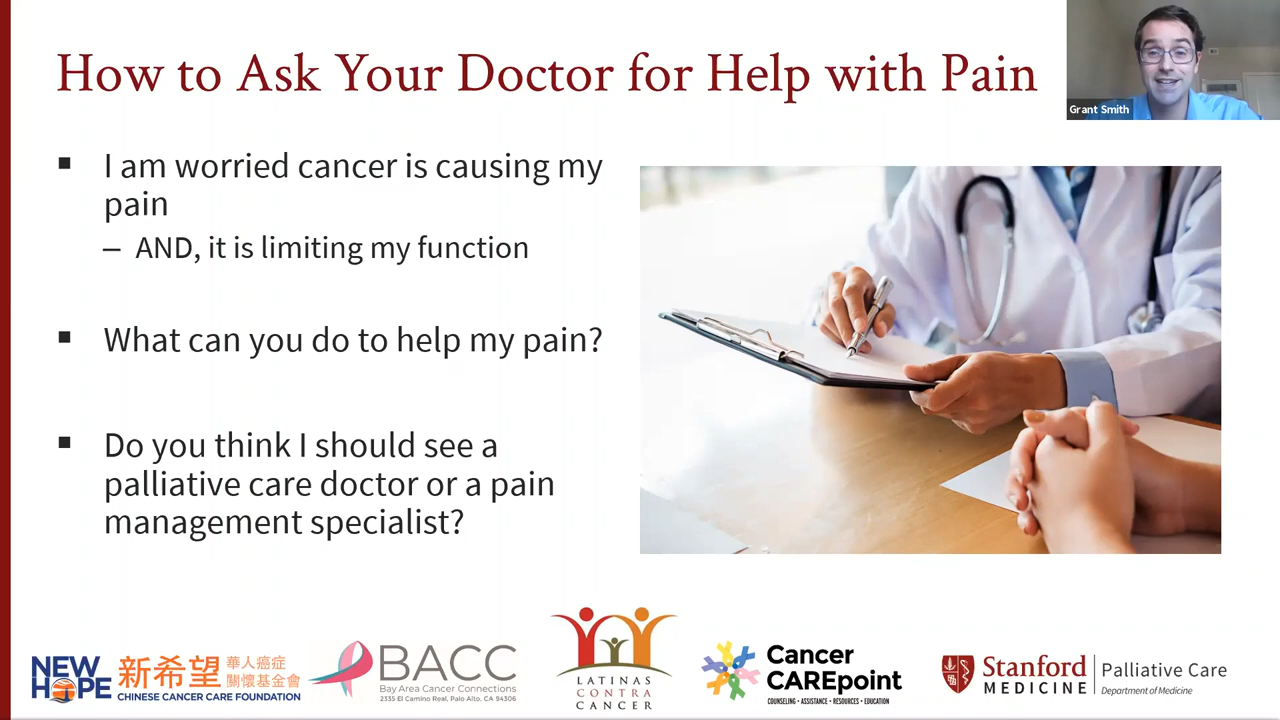 How to Ask Your Doctor for Help with Pain
Grant Smith
▪ I am worried cancer is causing my
pain
– AND, it is limiting my function
▪ What can you do to help my pain?
▪ Do you think I should see a
palliative care doctor or a pain
management specialist?
NEW
HOPE
新希望
華人癌症
關懷基金會
CHINESE CANCER CARE FOUNDATION
BACC
Bay Area Cancer Connections
2335 El Camino Real, Palo Alto, CA 94306
LATINAS
CONTRA
CANCER
Cancer
CAREpoint
COUNSELING • ASSISTANCE • RESOURCES • EDUCATION
Stanford
MEDICINE
Palliative Care
Department of Medicine